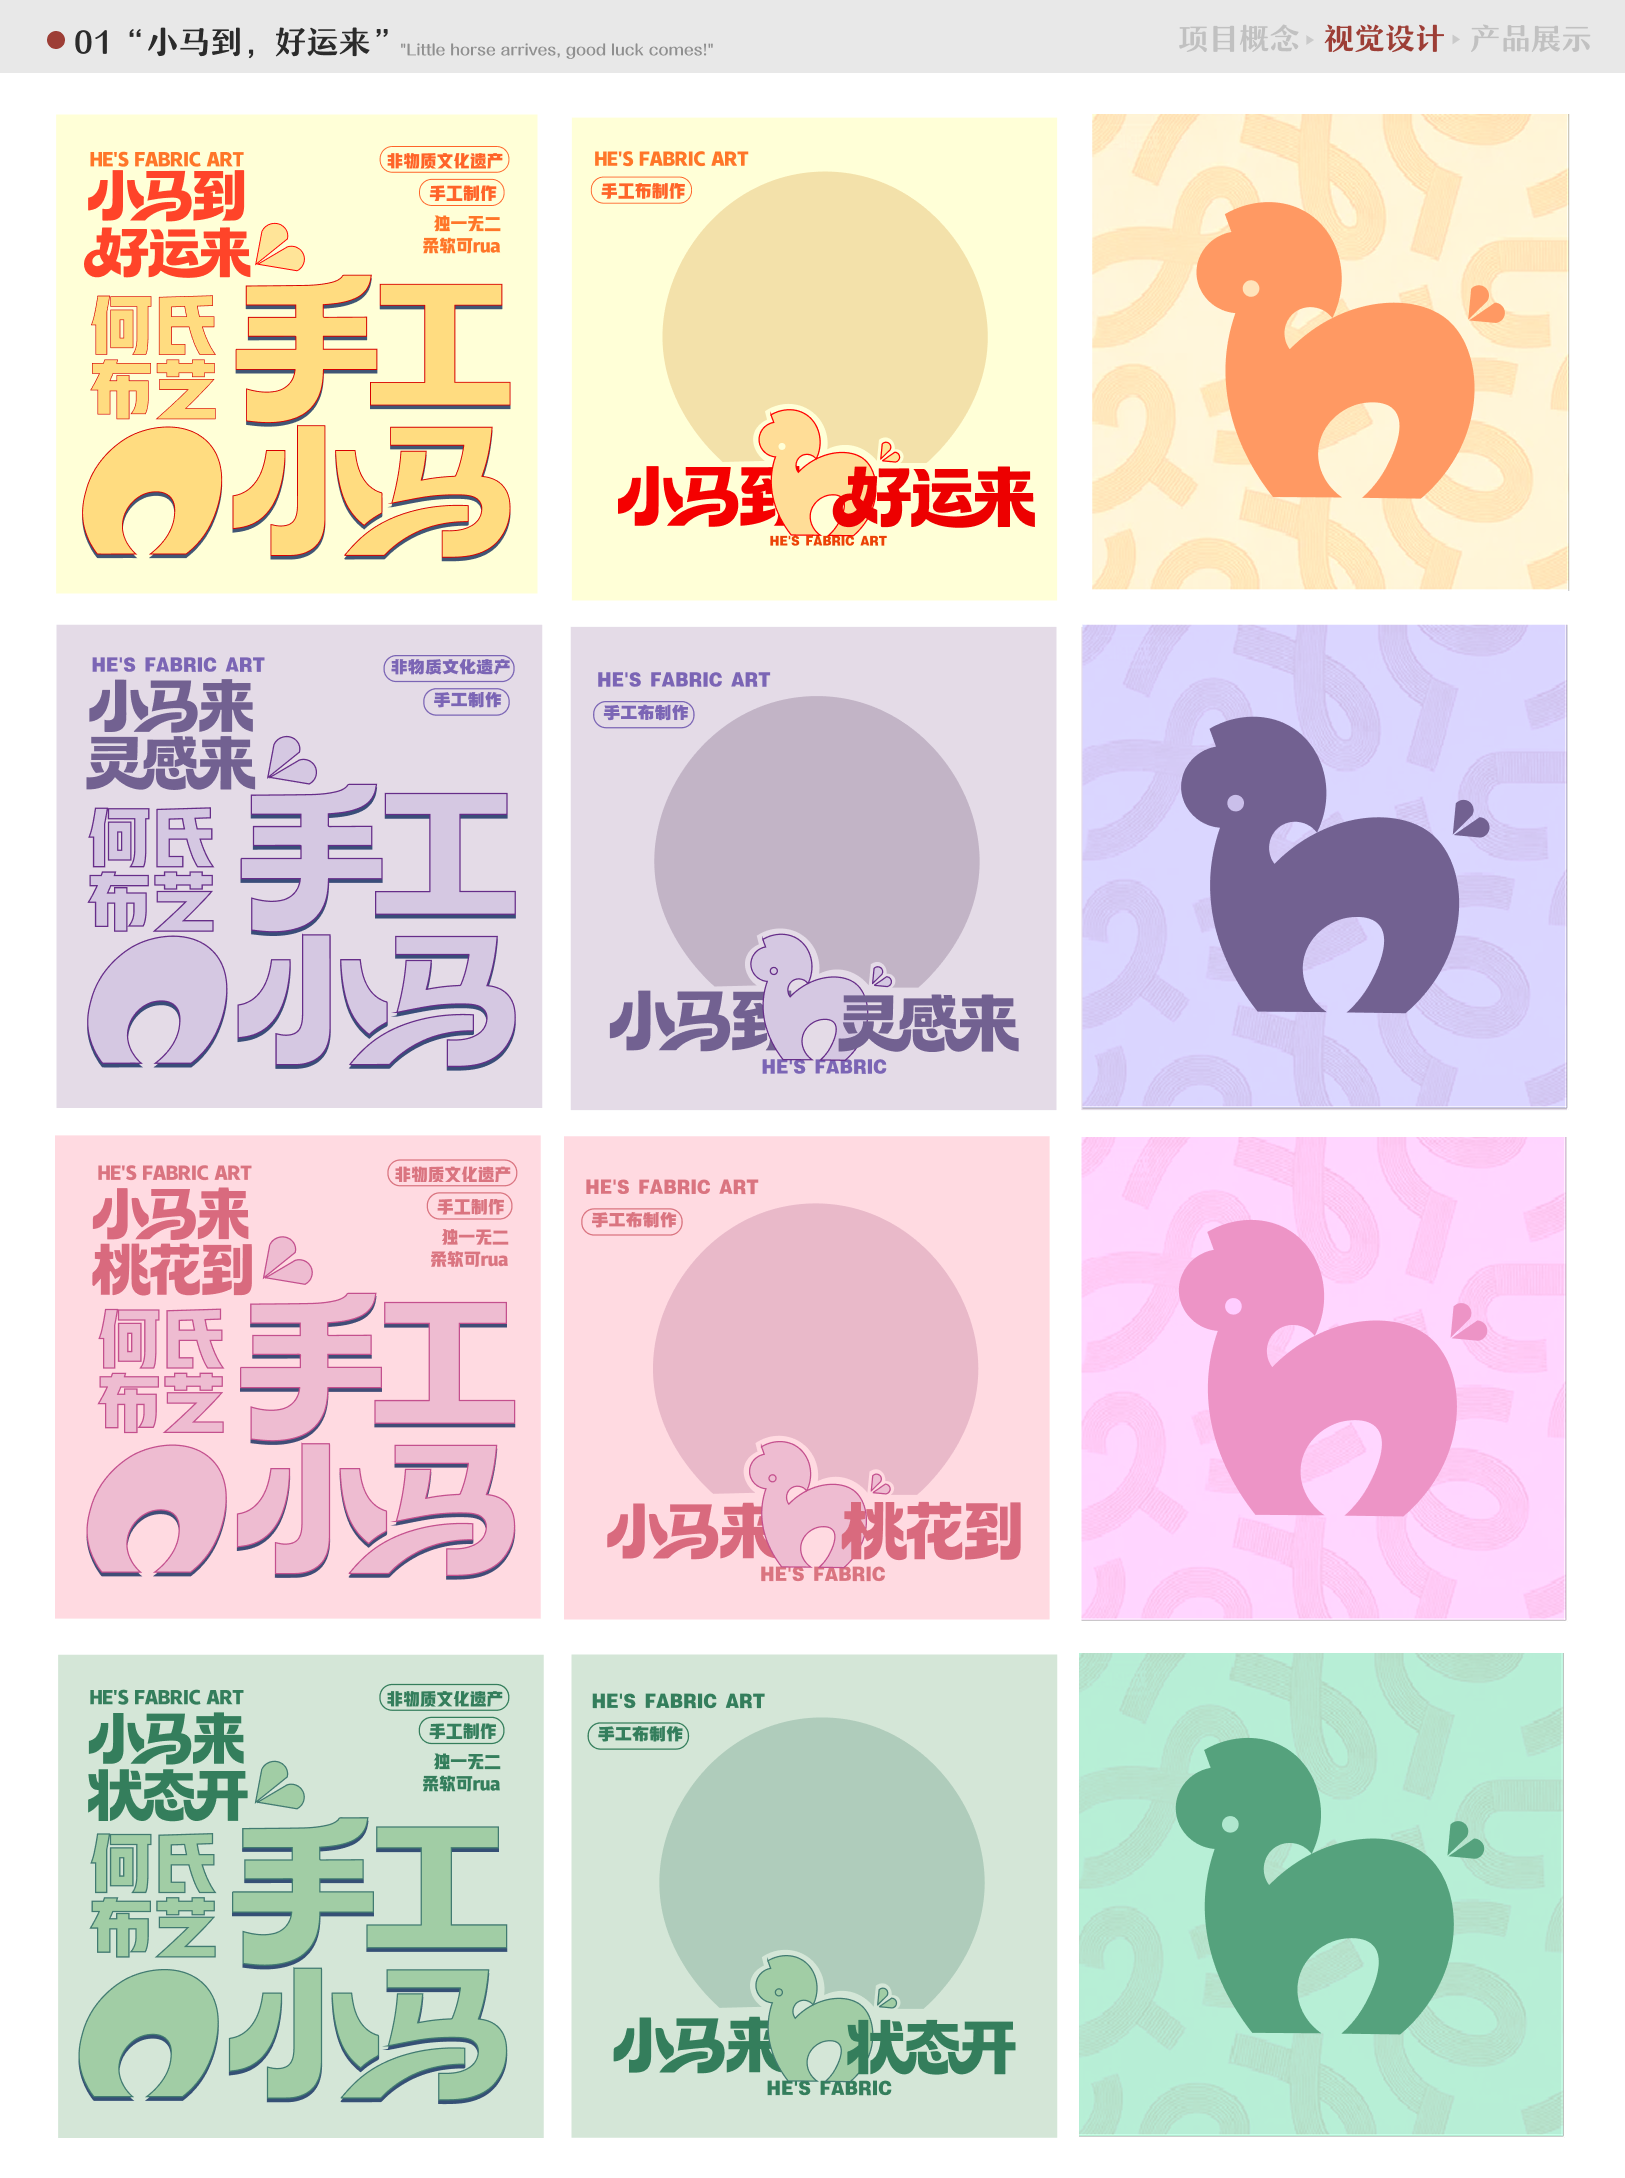 01 “小马到，好运来” "Little horse arrives, good luck comes!"
项目概念 ▸ 视觉设计 ▸ 产品展示
HE'S FABRIC ART
小马到
好运来
非物质文化遗产
手工制作
独一无二
柔软可rua
何氏
布艺
手工
小马
HE'S FABRIC ART
手工布制作
小马到 好运来
HE'S FABRIC ART
HE'S FABRIC ART
小马来
灵感来
非物质文化遗产
手工制作
何氏
布艺
手工
小马
HE'S FABRIC ART
手工布制作
小马到 灵感来
HE'S FABRIC
HE'S FABRIC ART
小马来
桃花到
非物质文化遗产
手工制作
独一无二
柔软可rua
何氏
布艺
手工
小马
HE'S FABRIC ART
手工布制作
小马来 桃花到
HE'S FABRIC
HE'S FABRIC ART
小马来
状态开
非物质文化遗产
手工制作
独一无二
柔软可rua
何氏
布艺
手工
小马
HE'S FABRIC ART
手工布制作
小马来 状态开
HE'S FABRIC